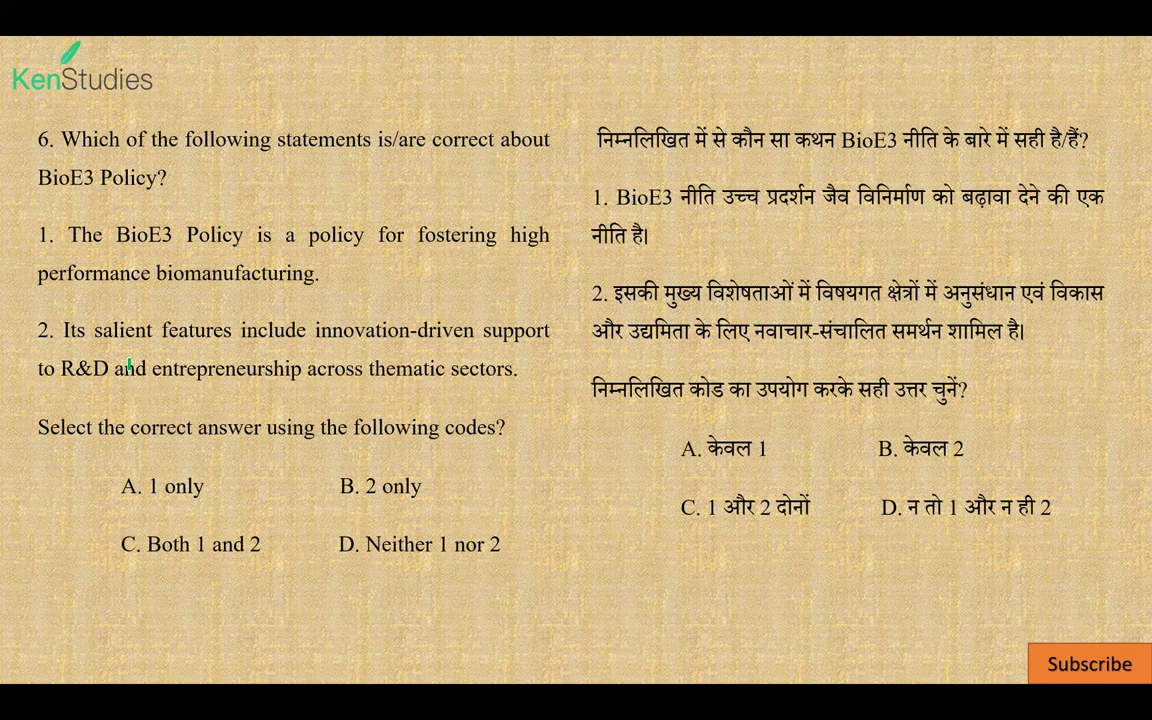 KenStudies
6. Which of the following statements is/are correct about
BioE3 Policy?
1. The BioE3 Policy is a policy for fostering high
performance biomanufacturing.
2. Its salient features include innovation-driven support
to R&D and entrepreneurship across thematic sectors.
Select the correct answer using the following codes?
A. 1 only B. 2 only
C. Both 1 and 2 D. Neither 1 nor 2
निम्नलिखित में से कौन सा कथन BioE3 नीति के बारे में सही है/हैं?
1. BioE3 नीति उच्च प्रदर्शन जैव विनिर्माण को बढ़ावा देने की एक
नीति है।
2. इसकी मुख्य विशेषताओं में विषयगत क्षेत्रों में अनुसंधान एवं विकास
और उद्यमिता के लिए नवाचार-संचालित समर्थन शामिल है।
निम्नलिखित कोड का उपयोग करके सही उत्तर चुनें?
A. केवल 1 B. केवल 2
C. 1 और 2 दोनों D. न तो 1 और न ही 2
Subscribe